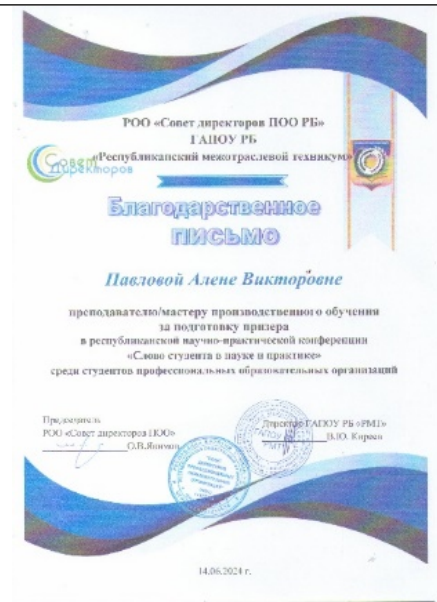 РОО «Совет директоров ПОО РБ»
ГАПОУ РБ
«Республиканский межотраслевой техникум»
Совет
Директоров
Благодарственное
письмо
Павловой Алене Викторовне
преподавателю/мастеру производственного обучения
за подготовку призера
в республиканской научно-практической конференции
«Слово студента в науке и практике»
среди студентов профессиональных образовательных организаций
Председатель
РОО «Совет директоров ПОО»
Директор ГАПОУ РБ «РМТ»
В.Ю. Киреев
14.06.2024 г.